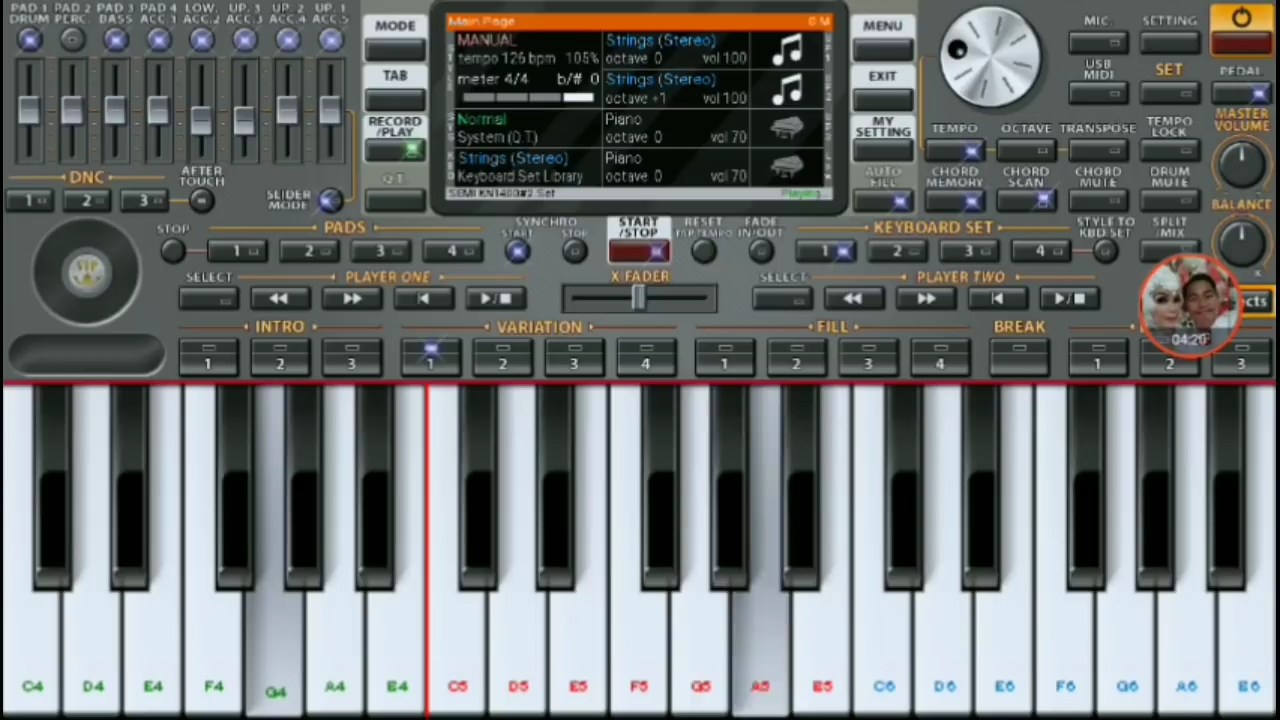 PAD 1 PAD 2 PAD 3 PAD 4 LOW. UP. 3 UP. 2 UP. 1
DRUM PERC. BASS ACC.1 ACC.2 ACC.3 ACC.4 ACC.5
DNC
1 2 3
AFTER
TOUCH
SLIDER
MODE
MODE
TAB
RECORD
/PLAY
Q.T.
Main Page
MANUAL
tempo 126 bpm 105%
meter 4/4 b/# 0
Normal
System (Q.T.)
Strings (Stereo)
Keyboard Set Library
Strings (Stereo)
octave 0 vol 100
Strings (Stereo)
octave +1 vol 100
Piano
octave 0 vol 70
Piano
octave 0 vol 70
SEMI KN1400#2.Set Playing...
MENU
EXIT
MY
SETTING
AUTO
FILL
MIC.
SETTING
USB
MIDI
SET
PEDAL
TEMPO OCTAVE TRANSPOSE TEMPO
LOCK
MASTER
VOLUME
CHORD
MEMORY
CHORD
SCAN
CHORD
MUTE
DRUM
MUTE
BALANCE
STOP
PADS
1 2 3 4
SYNCHRO
START STOP
START
/STOP
RESET
TAP TEMPO
FADE
IN/OUT
KEYBOARD SET
1 2 3 4
STYLE TO
KBD SET
SPLIT
/MIX
VIP
SELECT PLAYER ONE
X FADER
SELECT PLAYER TWO
04:20
INTRO
1 2 3
VARIATION
1 2 3 4
FILL
1 2 3 4
BREAK
1 2 3
C4 D4 E4 F4 G4 A4 B4 C5 D5 E5 F5 G5 A5 B5 C6 D6 E6 F6 G6 A6 B6